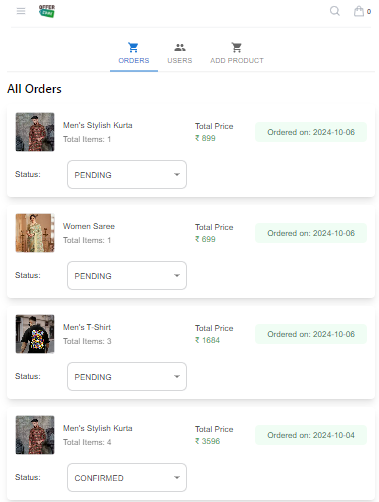 OFFER
ZONE
0
ORDERS
USERS
ADD PRODUCT
All Orders
Men's Stylish Kurta
Total Items: 1
Total Price
₹ 899
Ordered on: 2024-10-06
Status:
PENDING
Women Saree
Total Items: 1
Total Price
₹ 699
Ordered on: 2024-10-06
Status:
PENDING
Men's T-Shirt
Total Items: 3
Total Price
₹ 1684
Ordered on: 2024-10-06
Status:
PENDING
Men's Stylish Kurta
Total Items: 4
Total Price
₹ 3596
Ordered on: 2024-10-04
Status:
CONFIRMED